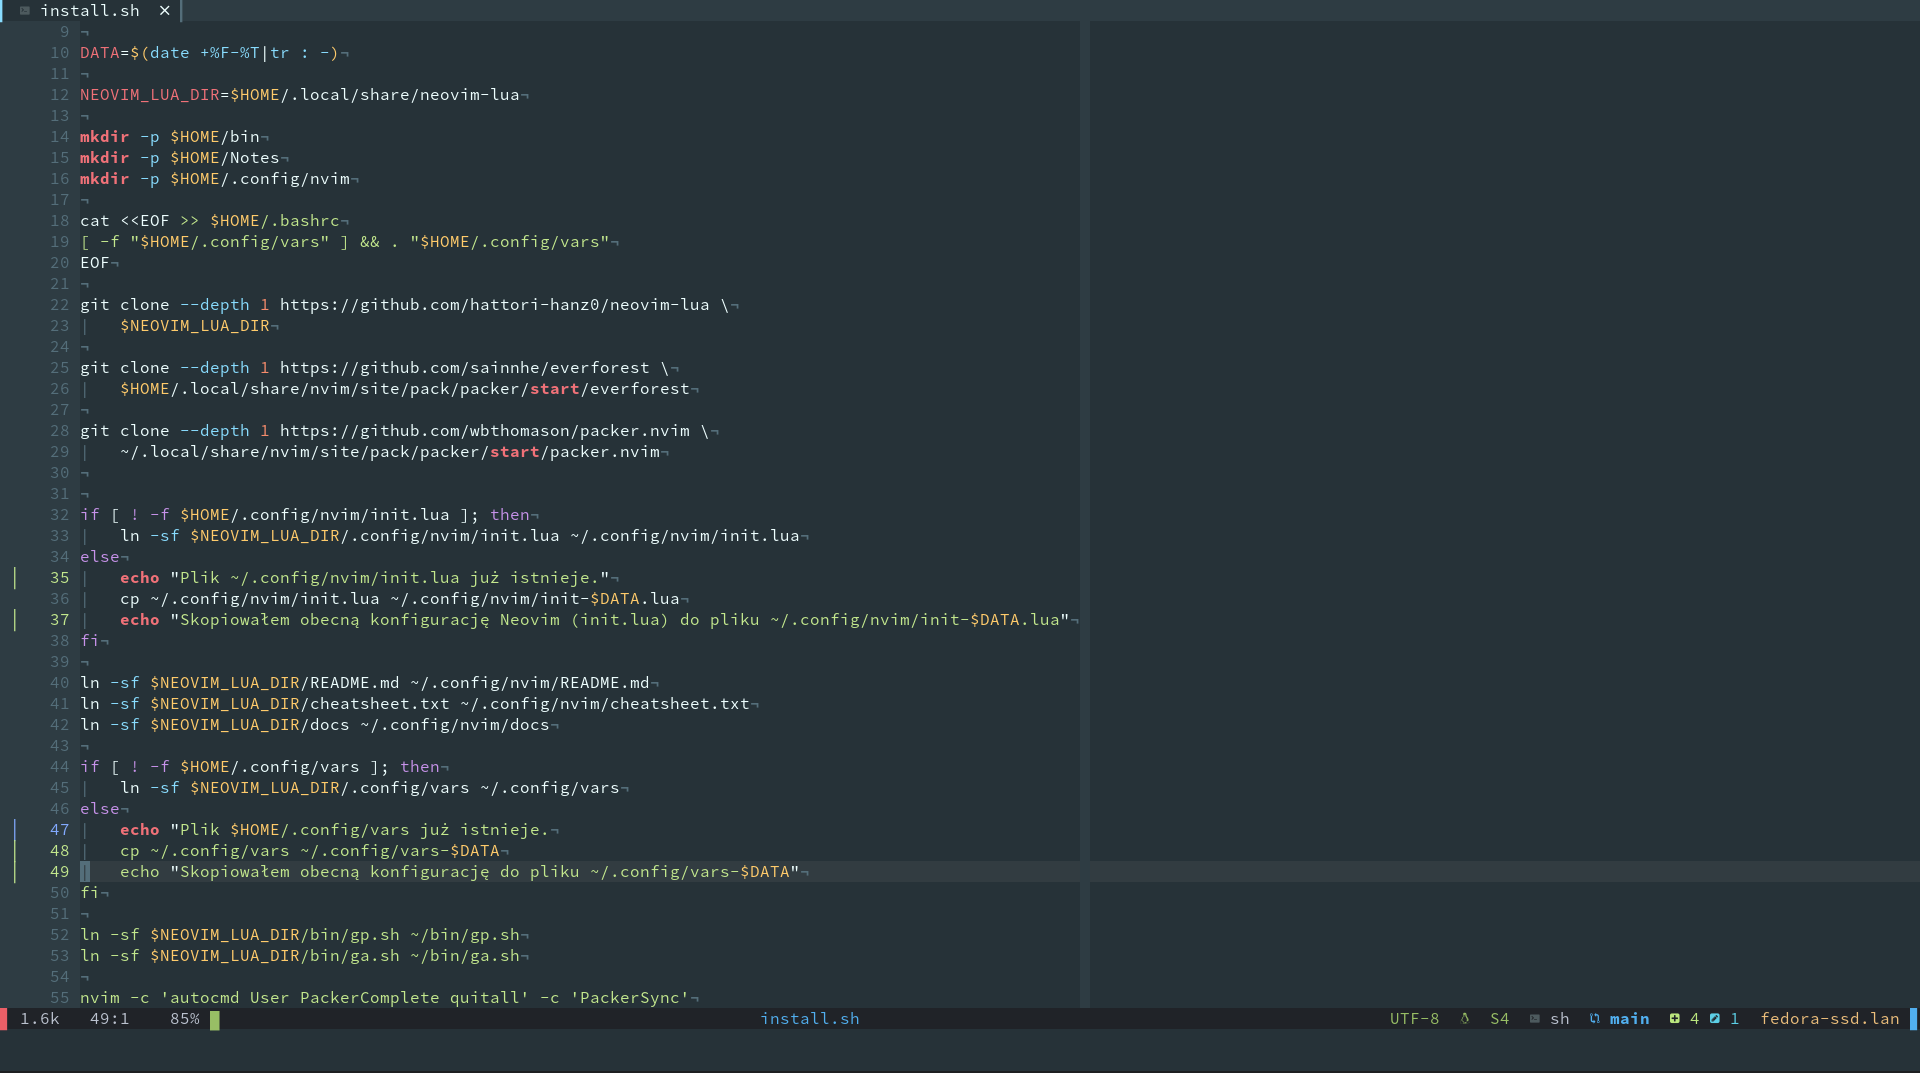 install.sh ✕
9 ¬
10 DATA=$(date +%F-%T|tr : -)¬
11 ¬
12 NEOVIM_LUA_DIR=$HOME/.local/share/neovim-lua¬
13 ¬
14 mkdir -p $HOME/bin¬
15 mkdir -p $HOME/Notes¬
16 mkdir -p $HOME/.config/nvim¬
17 ¬
18 cat <<EOF >> $HOME/.bashrc¬
19 [ -f "$HOME/.config/vars" ] && . "$HOME/.config/vars"¬
20 EOF¬
21 ¬
22 git clone --depth 1 https://github.com/hattori-hanz0/neovim-lua \¬
23 |   $NEOVIM_LUA_DIR¬
24 ¬
25 git clone --depth 1 https://github.com/sainnhe/everforest \¬
26 |   $HOME/.local/share/nvim/site/pack/packer/start/everforest¬
27 ¬
28 git clone --depth 1 https://github.com/wbthomason/packer.nvim \¬
29 |   ~/.local/share/nvim/site/pack/packer/start/packer.nvim¬
30 ¬
31 ¬
32 if [ ! -f $HOME/.config/nvim/init.lua ]; then¬
33 |   ln -sf $NEOVIM_LUA_DIR/.config/nvim/init.lua ~/.config/nvim/init.lua¬
34 else¬
35 |   echo "Plik ~/.config/nvim/init.lua już istnieje."¬
36 |   cp ~/.config/nvim/init.lua ~/.config/nvim/init-$DATA.lua¬
37 |   echo "Skopiowałem obecną konfigurację Neovim (init.lua) do pliku ~/.config/nvim/init-$DATA.lua"¬
38 fi¬
39 ¬
40 ln -sf $NEOVIM_LUA_DIR/README.md ~/.config/nvim/README.md¬
41 ln -sf $NEOVIM_LUA_DIR/cheatsheet.txt ~/.config/nvim/cheatsheet.txt¬
42 ln -sf $NEOVIM_LUA_DIR/docs ~/.config/nvim/docs¬
43 ¬
44 if [ ! -f $HOME/.config/vars ]; then¬
45 |   ln -sf $NEOVIM_LUA_DIR/.config/vars ~/.config/vars¬
46 else¬
47 |   echo "Plik $HOME/.config/vars już istnieje.¬
48 |   cp ~/.config/vars ~/.config/vars-$DATA¬
49 |   echo "Skopiowałem obecną konfigurację do pliku ~/.config/vars-$DATA"¬
50 fi¬
51 ¬
52 ln -sf $NEOVIM_LUA_DIR/bin/gp.sh ~/bin/gp.sh¬
53 ln -sf $NEOVIM_LUA_DIR/bin/ga.sh ~/bin/ga.sh¬
54 ¬
55 nvim -c 'autocmd User PackerComplete quitall' -c 'PackerSync'¬
1.6k 49:1 85% install.sh UTF-8 S4 sh main 4 1 fedora-ssd.lan